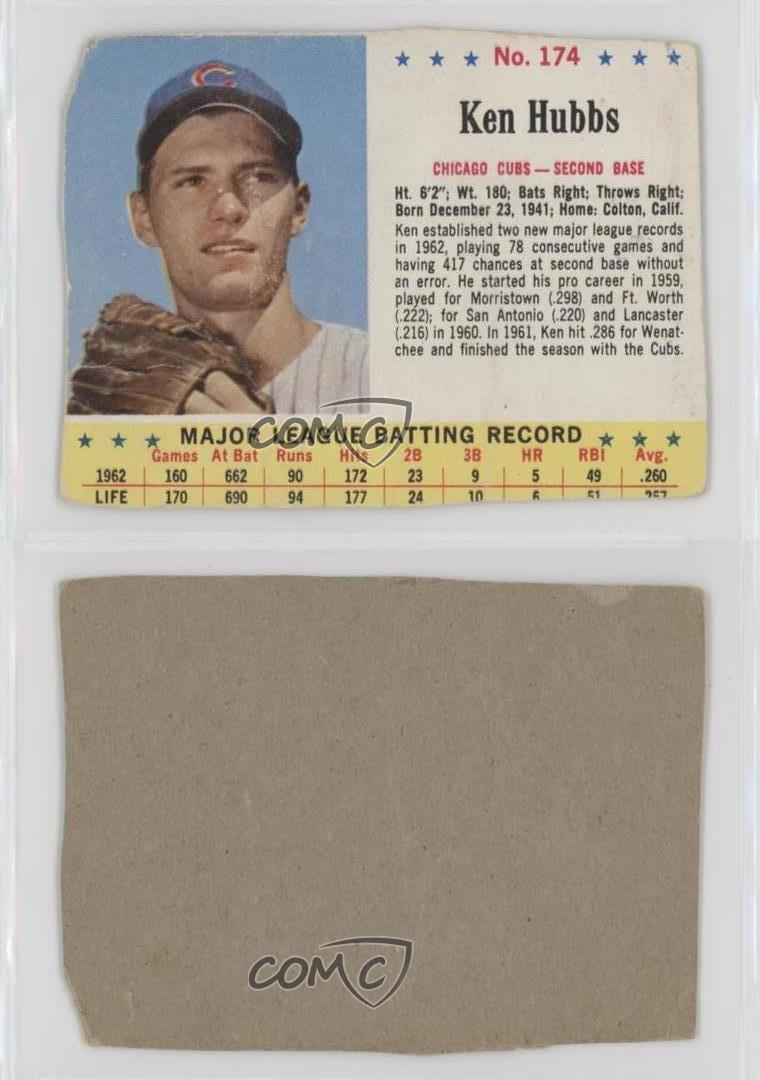 C
★ ★ ★ No. 174 ★ ★ ★
Ken Hubbs
CHICAGO CUBS — SECOND BASE
Ht. 6'2"; Wt. 180; Bats Right; Throws Right;
Born December 23, 1941; Home: Colton, Calif.
Ken established two new major league records
in 1962, playing 78 consecutive games and
having 417 chances at second base without
an error. He started his pro career in 1959,
played for Morristown (.298) and Ft. Worth
(.222); for San Antonio (.220) and Lancaster
(.216) in 1960. In 1961, Ken hit .286 for Wenat-
chee and finished the season with the Cubs.
COMC
★ ★ ★ MAJOR LEAGUE BATTING RECORD ★ ★ ★
Games At Bat Runs Hits 2B 3B HR RBI Avg.
1962 160 662 90 172 23 9 5 49 .260
LIFE 170 690 94 177 24 10 6 51 .257
COMC